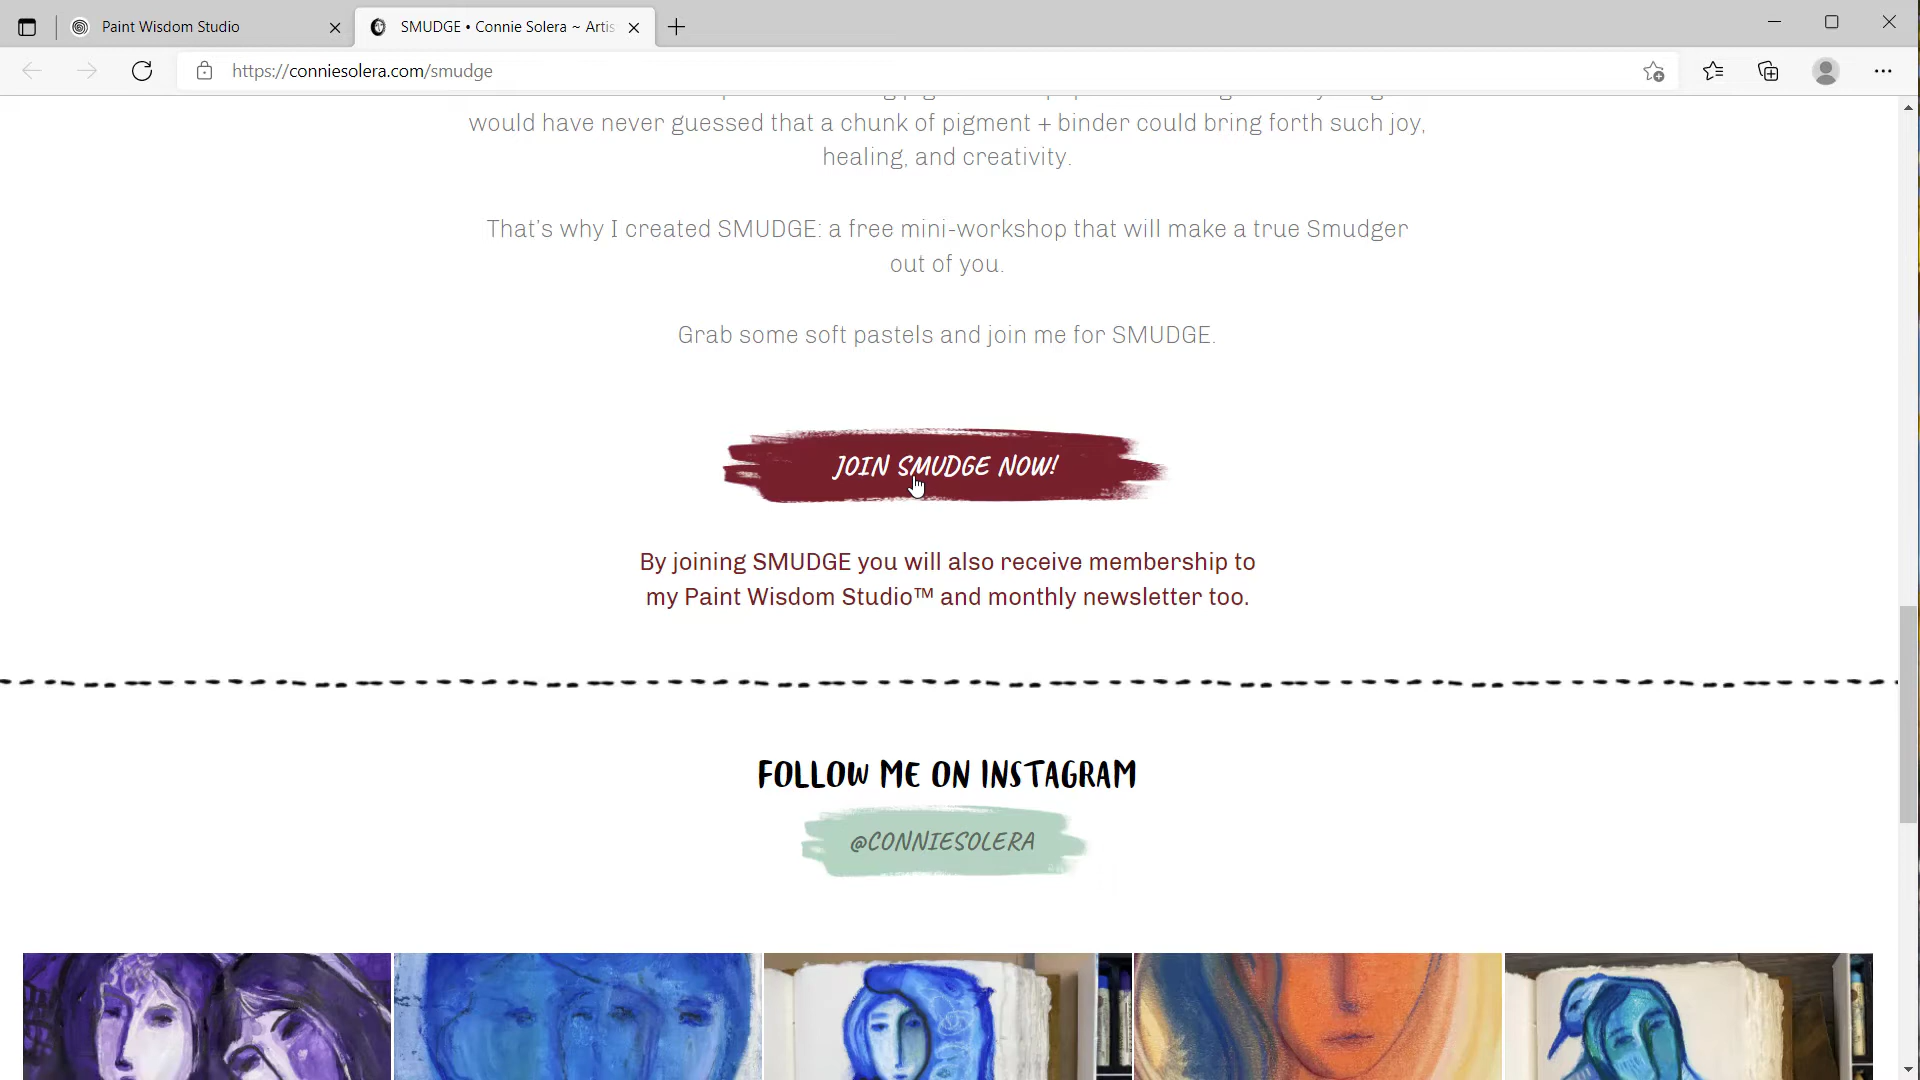 Paint Wisdom Studio
SMUDGE • Connie Solera ~ Artis
https://conniesolera.com/smudge
would have never guessed that a chunk of pigment + binder could bring forth such joy,
healing, and creativity.
That's why I created SMUDGE: a free mini-workshop that will make a true Smudger
out of you.
Grab some soft pastels and join me for SMUDGE.
JOIN SMUDGE NOW!
By joining SMUDGE you will also receive membership to
my Paint Wisdom Studio™ and monthly newsletter too.
FOLLOW ME ON INSTAGRAM
@CONNIESOLERA